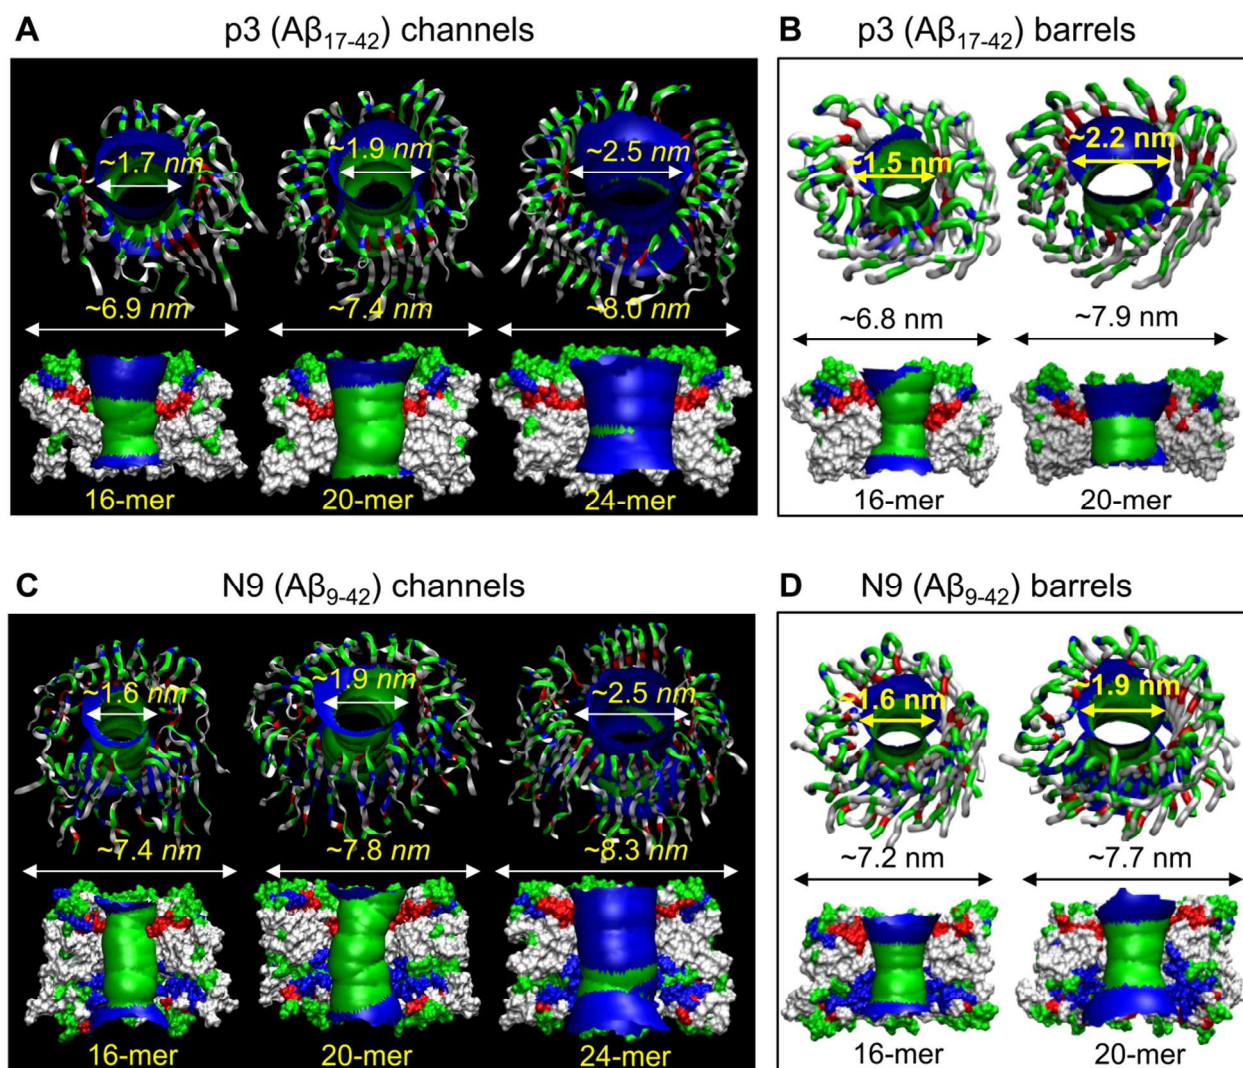 A p3 (Aβ17-42) channels
~1.7 nm ~1.9 nm ~2.5 nm
~6.9 nm ~7.4 nm ~8.0 nm
16-mer 20-mer 24-mer
B p3 (Aβ17-42) barrels
~1.5 nm ~2.2 nm
~6.8 nm ~7.9 nm
16-mer 20-mer
C N9 (Aβ9-42) channels
~1.6 nm ~1.9 nm ~2.5 nm
~7.4 nm ~7.8 nm ~8.3 nm
16-mer 20-mer 24-mer
D N9 (Aβ9-42) barrels
~1.6 nm ~1.9 nm
~7.2 nm ~7.7 nm
16-mer 20-mer